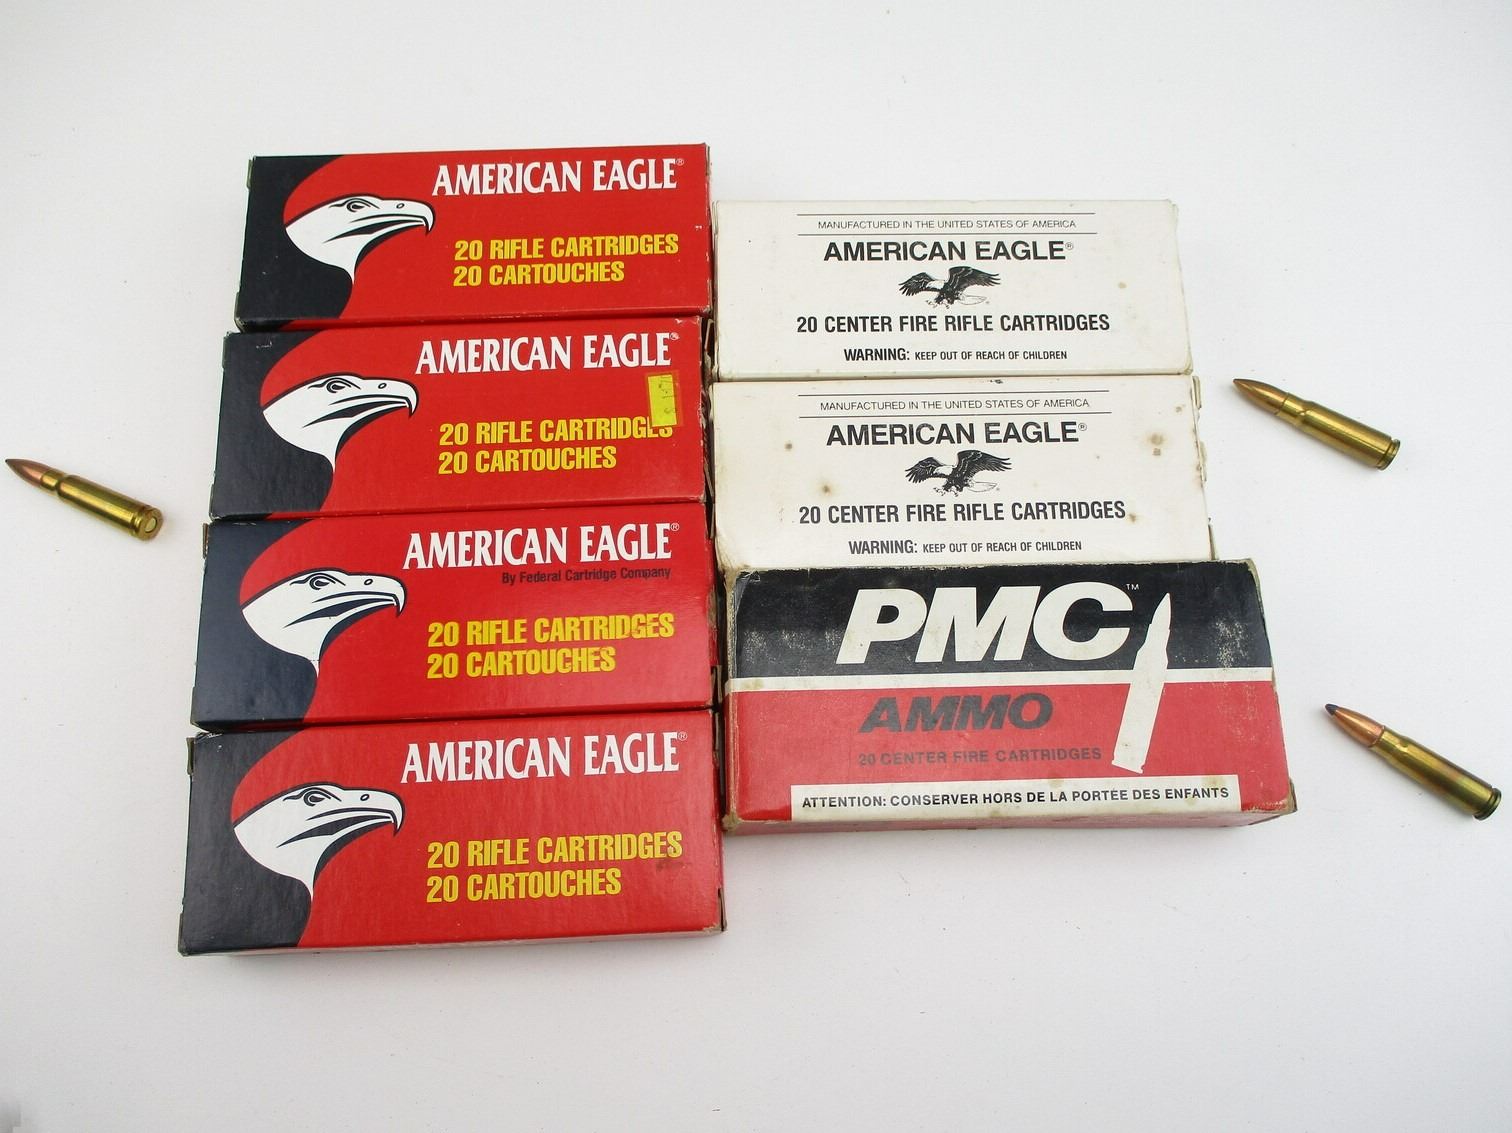 AMERICAN EAGLE®
20 RIFLE CARTRIDGES
20 CARTOUCHES
AMERICAN EAGLE®
20 RIFLE CARTRIDGES
20 CARTOUCHES
AMERICAN EAGLE®
By Federal Cartridge Company
20 RIFLE CARTRIDGES
20 CARTOUCHES
AMERICAN EAGLE®
20 RIFLE CARTRIDGES
20 CARTOUCHES
MANUFACTURED IN THE UNITED STATES OF AMERICA
AMERICAN EAGLE®
20 CENTER FIRE RIFLE CARTRIDGES
WARNING: KEEP OUT OF REACH OF CHILDREN
MANUFACTURED IN THE UNITED STATES OF AMERICA
AMERICAN EAGLE®
20 CENTER FIRE RIFLE CARTRIDGES
WARNING: KEEP OUT OF REACH OF CHILDREN
PMC™
AMMO
20 CENTER FIRE CARTRIDGES
ATTENTION: CONSERVER HORS DE LA PORTÉE DES ENFANTS